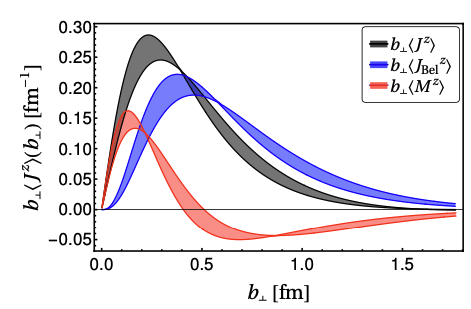 b⊥⟨J^z⟩
b⊥⟨J_Bel^z⟩
b⊥⟨M^z⟩
b⊥⟨J^z⟩(b⊥) [fm⁻¹]
0.30
0.25
0.20
0.15
0.10
0.05
0.00
−0.05
0.0 0.5 1.0 1.5
b⊥ [fm]